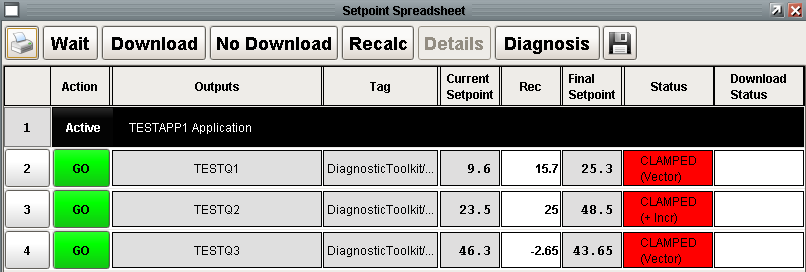 Setpoint Spreadsheet
Wait Download No Download Recalc Details Diagnosis
Action Outputs Tag Current Setpoint Rec Final Setpoint Status Download Status
1 Active TESTAPP1 Application
2 GO TESTQ1 DiagnosticToolkit/... 9.6 15.7 25.3 CLAMPED (Vector)
3 GO TESTQ2 DiagnosticToolkit/... 23.5 25 48.5 CLAMPED (+ Incr)
4 GO TESTQ3 DiagnosticToolkit/... 46.3 -2.65 43.65 CLAMPED (Vector)